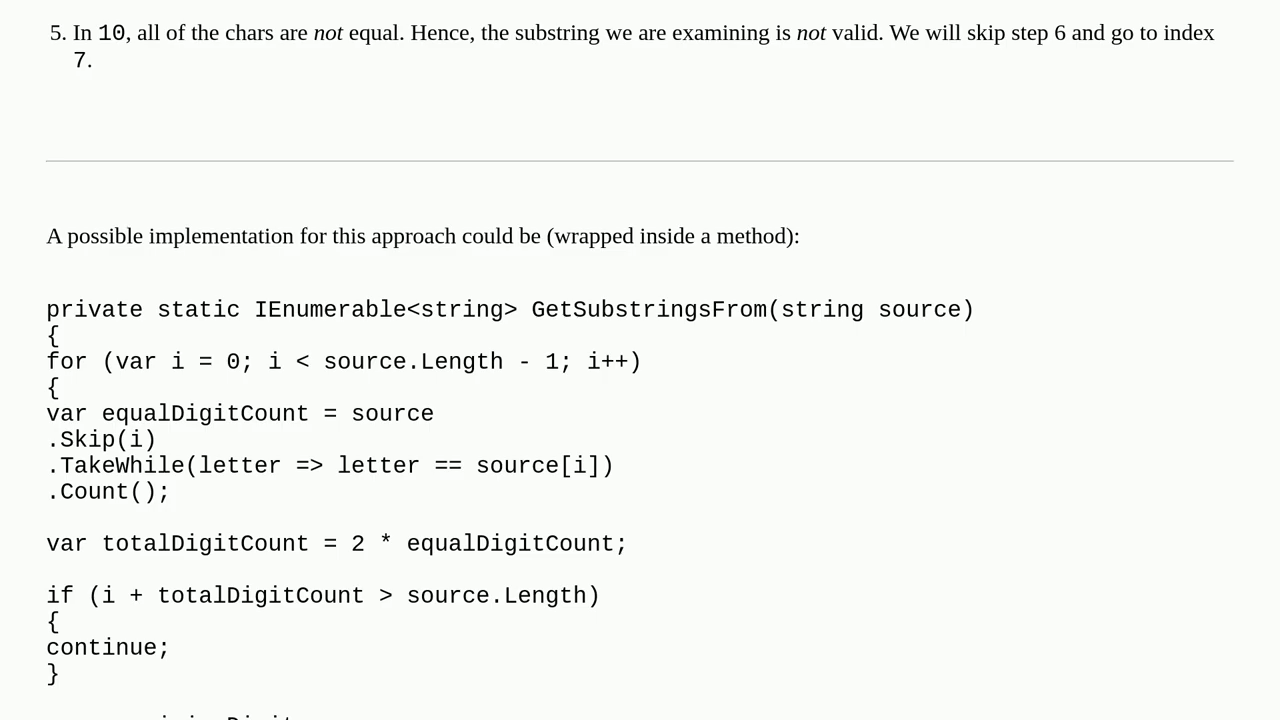 5. In 10, all of the chars are not equal. Hence, the substring we are examining is not valid. We will skip step 6 and go to index
7.
A possible implementation for this approach could be (wrapped inside a method):
private static IEnumerable<string> GetSubstringsFrom(string source)
{
for (var i = 0; i < source.Length - 1; i++)
{
var equalDigitCount = source
.Skip(i)
.TakeWhile(letter => letter == source[i])
.Count();
var totalDigitCount = 2 * equalDigitCount;
if (i + totalDigitCount > source.Length)
{
continue;
}